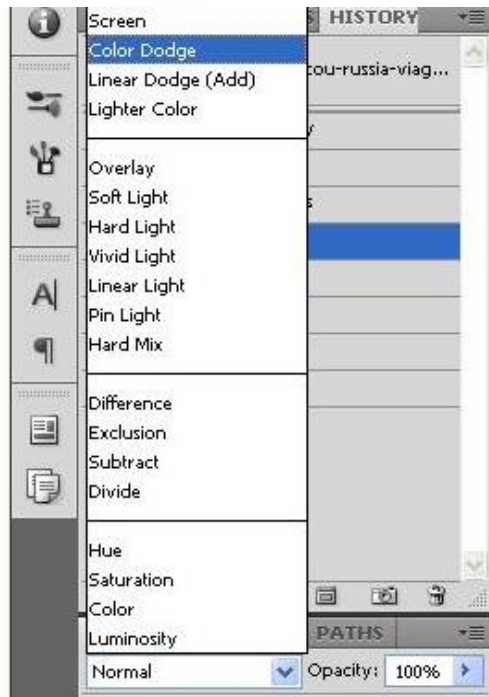 Screen
HISTORY
Color Dodge
Linear Dodge (Add)
cou-russia-viag...
Lighter Color
Overlay
Soft Light
Hard Light
Vivid Light
Linear Light
Pin Light
Hard Mix
Difference
Exclusion
Subtract
Divide
Hue
Saturation
Color
Luminosity
PATHS
Normal
Opacity: 100%